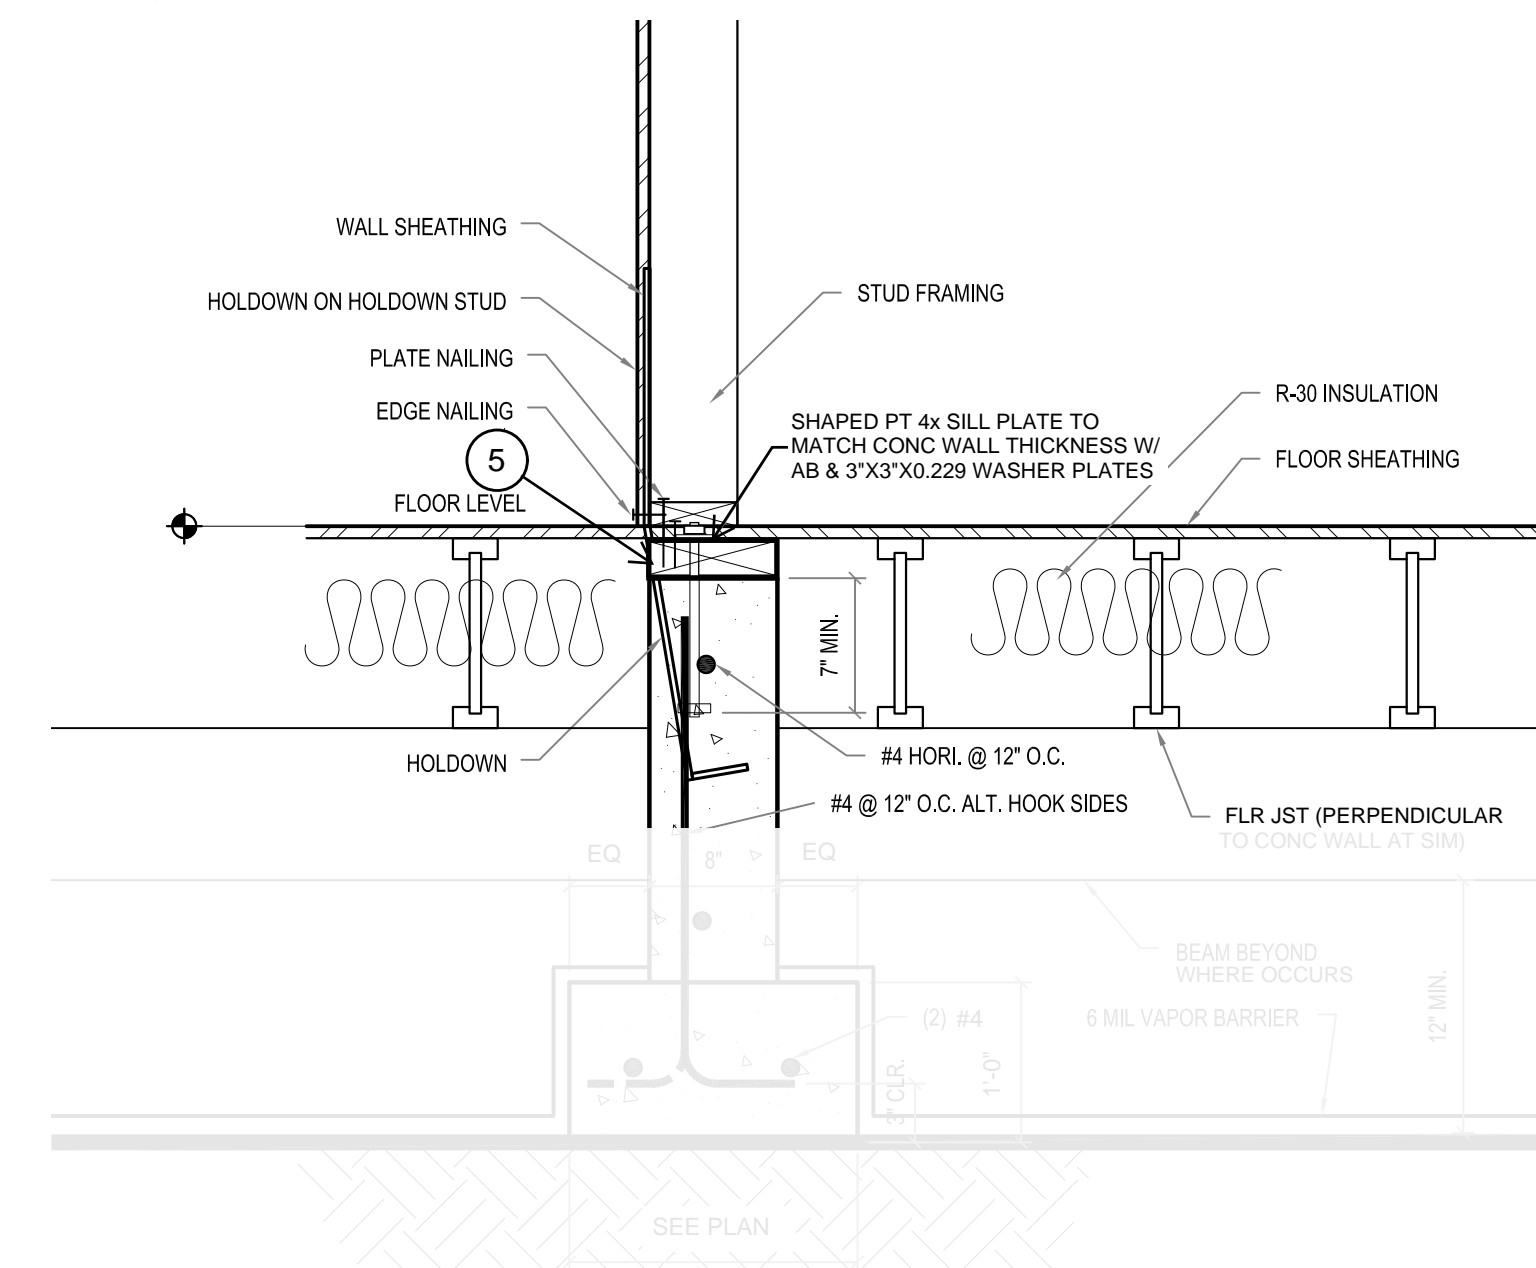 WALL SHEATHING
HOLDOWN ON HOLDOWN STUD
STUD FRAMING
PLATE NAILING
R-30 INSULATION
EDGE NAILING
SHAPED PT 4x SILL PLATE TO
MATCH CONC WALL THICKNESS W/
AB & 3"X3"X0.229 WASHER PLATES
5
FLOOR SHEATHING
FLOOR LEVEL
7" MIN.
HOLDOWN
#4 HORI. @ 12" O.C.
#4 @ 12" O.C. ALT. HOOK SIDES
FLR JST (PERPENDICULAR
TO CONC WALL AT SIM)
EQ
8"
EQ
BEAM BEYOND
WHERE OCCURS
12" MIN.
(2) #4
6 MIL VAPOR BARRIER
3" CLR.
1'-0"
SEE PLAN